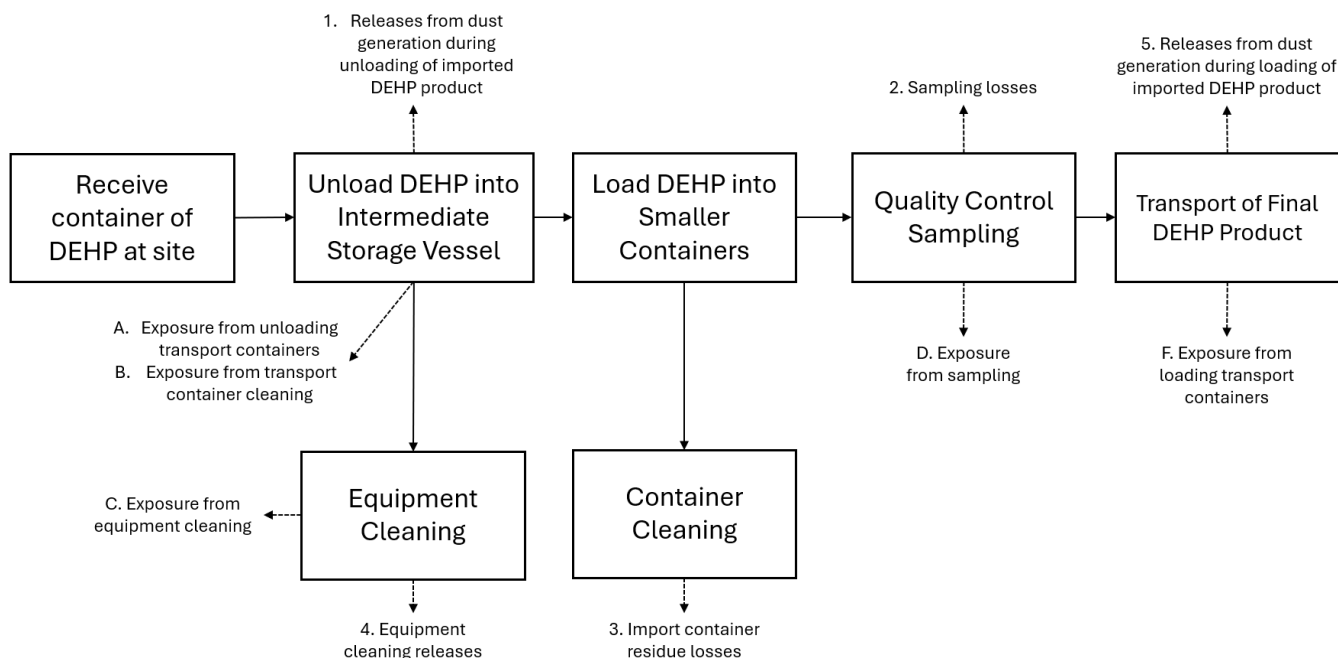 1. Releases from dust
generation during
unloading of imported
DEHP product
2. Sampling losses
5. Releases from dust
generation during loading of
imported DEHP product
Receive
container of
DEHP at site
Unload DEHP into
Intermediate
Storage Vessel
Load DEHP into
Smaller
Containers
Quality Control
Sampling
Transport of Final
DEHP Product
A. Exposure from unloading
transport containers
B. Exposure from transport
container cleaning
D. Exposure
from sampling
F. Exposure from
loading transport
containers
C. Exposure from
equipment cleaning
Equipment
Cleaning
Container
Cleaning
4. Equipment
cleaning releases
3. Import container
residue losses